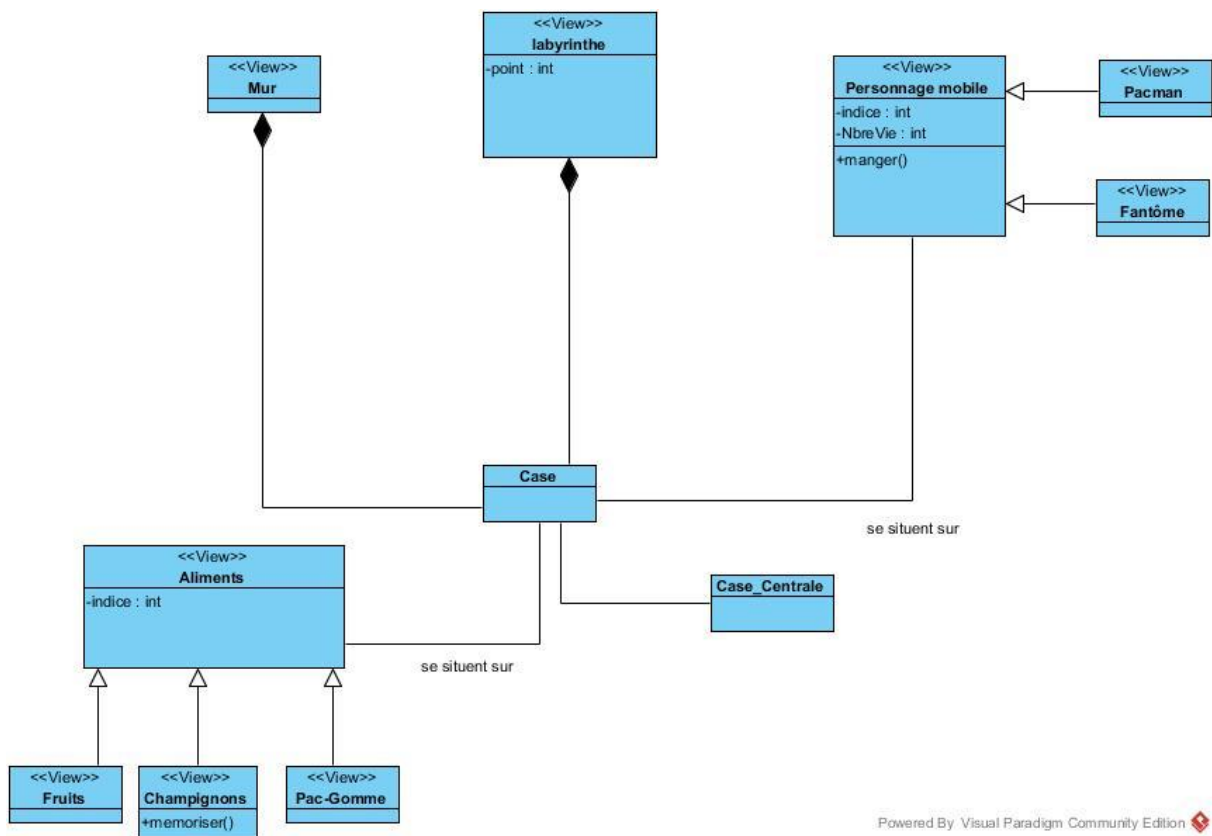 <<View>>
labyrinthe
-point : int
<<View>>
Mur
<<View>>
Personnage mobile
-indice : int
-NbreVie : int
+manger()
<<View>>
Pacman
<<View>>
Fantôme
Case
se situent sur
<<View>>
Aliments
-indice : int
Case_Centrale
se situent sur
<<View>>
Fruits
<<View>>
Champignons
+memoriser()
<<View>>
Pac-Gomme
Powered By Visual Paradigm Community Edition